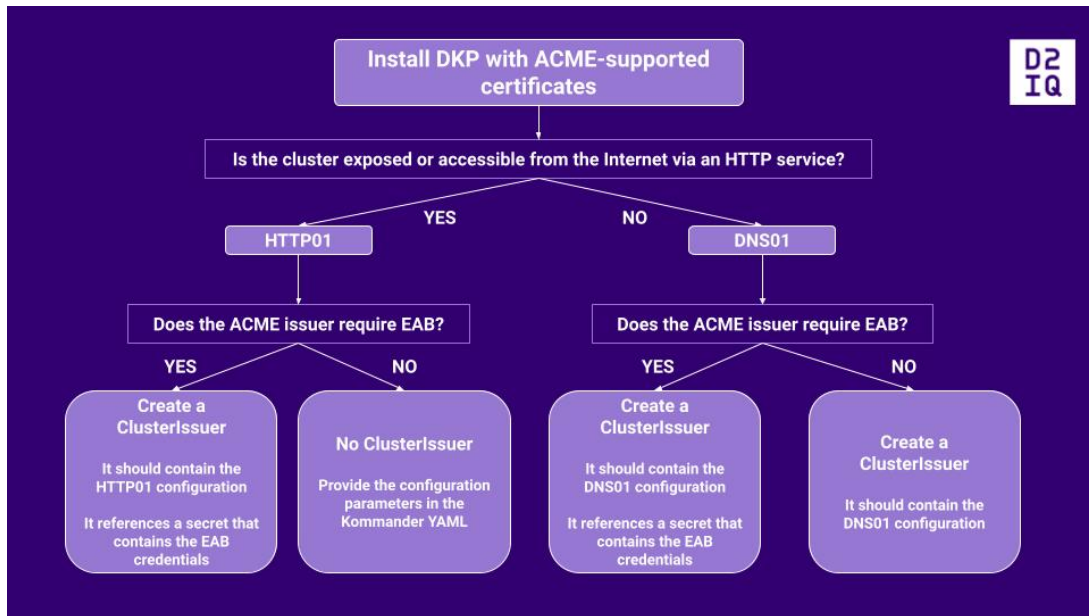 Install DKP with ACME-supported
certificates
D2
IQ
Is the cluster exposed or accessible from the Internet via an HTTP service?
YES
NO
HTTP01
DNS01
Does the ACME issuer require EAB?
Does the ACME issuer require EAB?
YES
NO
YES
NO
Create a
ClusterIssuer
It should contain the
HTTP01 configuration
It references a secret that
contains the EAB
credentials
No ClusterIssuer
Provide the configuration
parameters in the
Kommander YAML
Create a
ClusterIssuer
It should contain the
DNS01 configuration
It references a secret that
contains the EAB
credentials
Create a
ClusterIssuer
It should contain the
DNS01 configuration